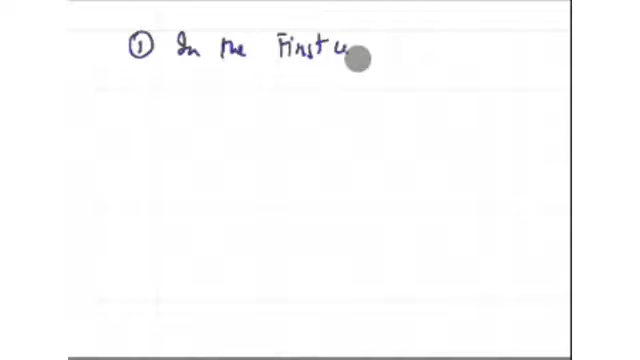 ① In the First